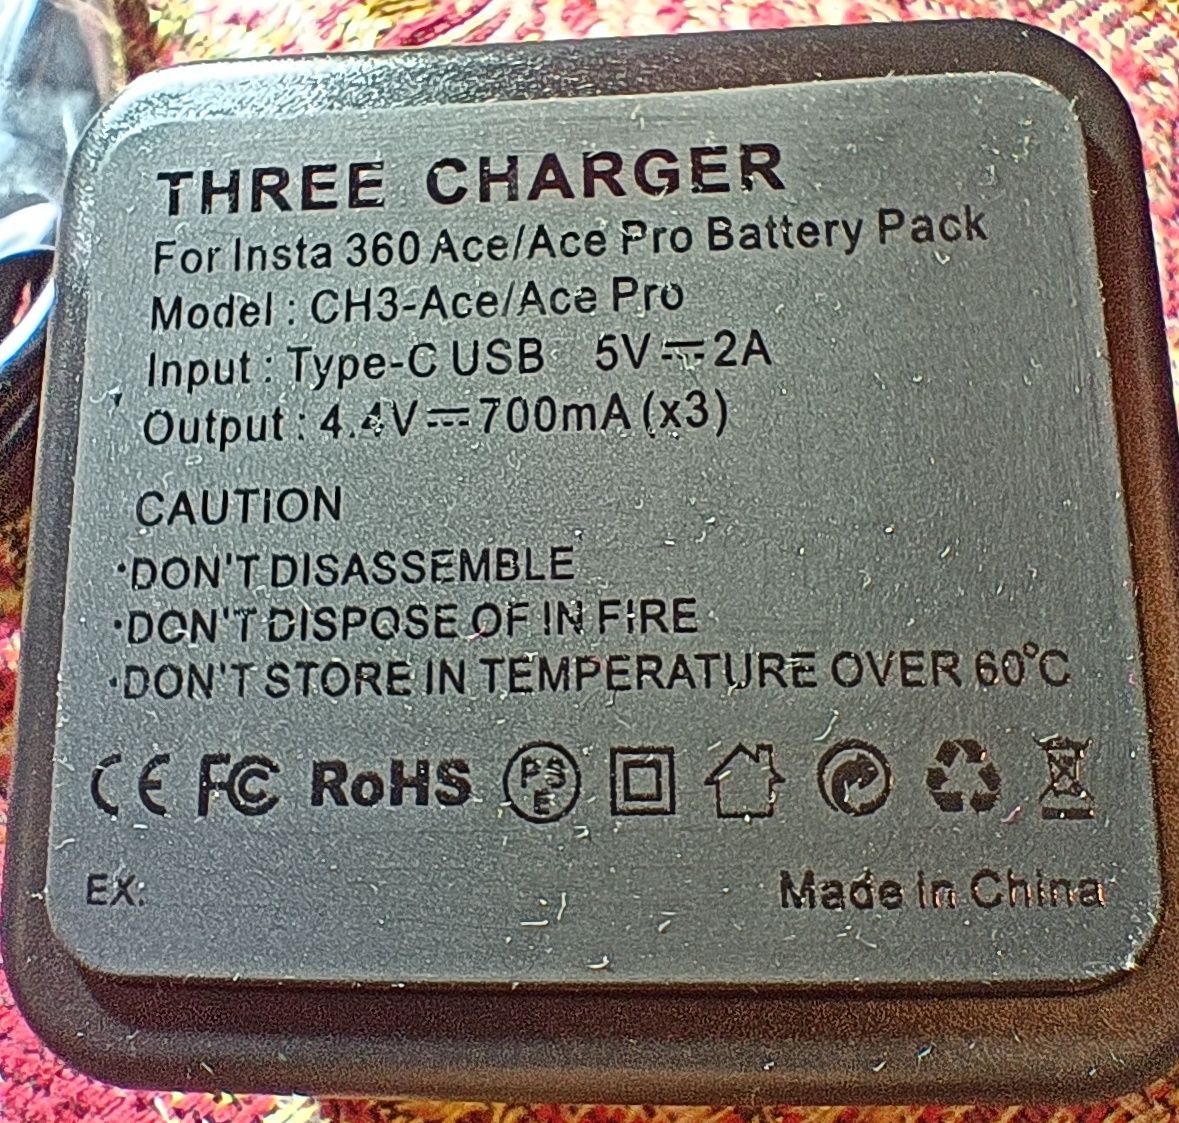 THREE CHARGER
For Insta 360 Ace/Ace Pro Battery Pack
Model : CH3-Ace/Ace Pro
Input : Type-C USB 5V⎓2A
Output : 4.4V⎓700mA (x3)
CAUTION
·DON'T DISASSEMBLE
·DON'T DISPOSE OF IN FIRE
·DON'T STORE IN TEMPERATURE OVER 60°C
CE FC RoHS PSE
EX:
Made in China